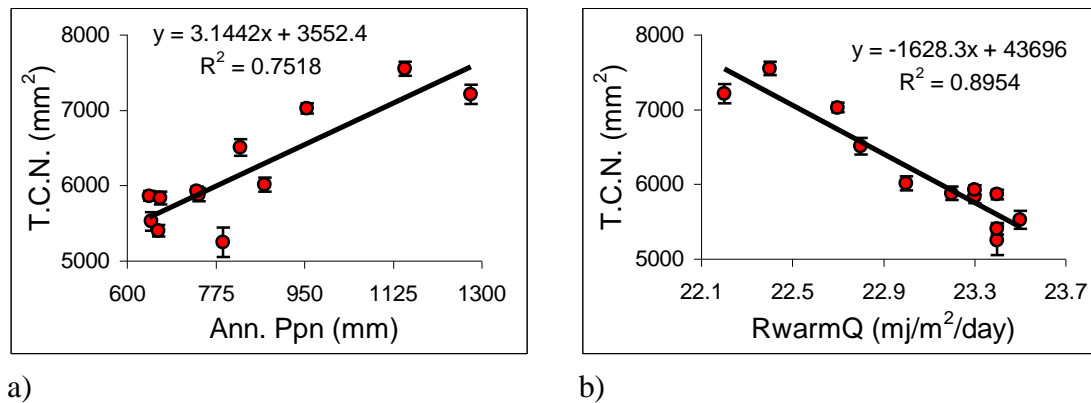 y = 3.1442x + 3552.4
R² = 0.7518
T.C.N. (mm²)
8000
7000
6000
5000
600 775 950 1125 1300
Ann. Ppn (mm)
a)
y = -1628.3x + 43696
R² = 0.8954
T.C.N. (mm²)
8000
7000
6000
5000
22.1 22.5 22.9 23.3 23.7
RwarmQ (mj/m²/day)
b)